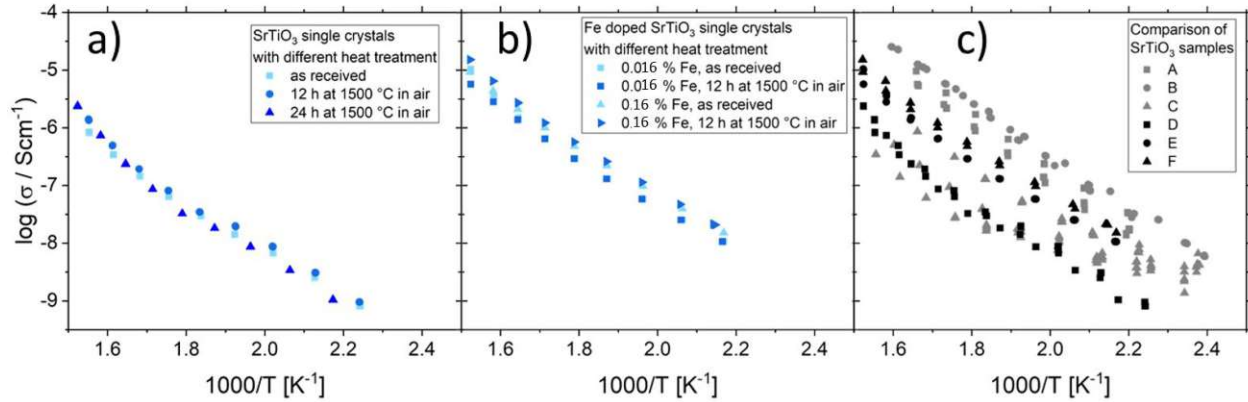 a)
SrTiO3 single crystals
with different heat treatment
as received
12 h at 1500 °C in air
24 h at 1500 °C in air
b)
Fe doped SrTiO3 single crystals
with different heat treatment
0.016 % Fe, as received
0.016 % Fe, 12 h at 1500 °C in air
0.16 % Fe, as received
0.16 % Fe, 12 h at 1500 °C in air
c)
Comparison of
SrTiO3 samples
A
B
C
D
E
F
log (σ / Scm⁻¹)
-4
-5
-6
-7
-8
-9
1.6 1.8 2.0 2.2 2.4
1.6 1.8 2.0 2.2 2.4
1.6 1.8 2.0 2.2 2.4
1000/T [K⁻¹]
1000/T [K⁻¹]
1000/T [K⁻¹]